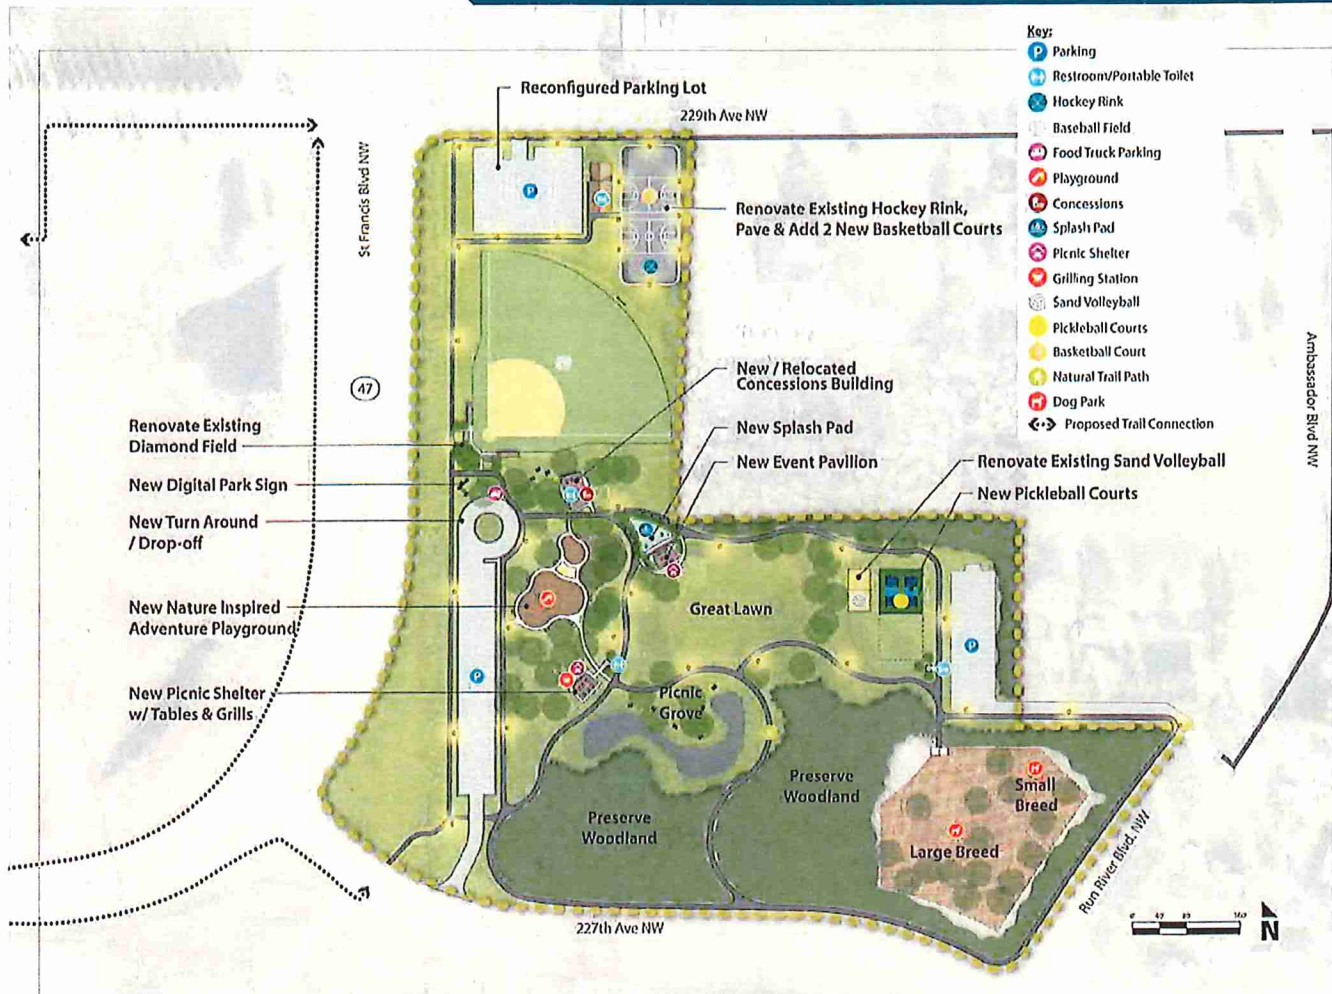 Key:
Parking
Restroom/Portable Toilet
Hockey Rink
Baseball Field
Food Truck Parking
Playground
Concessions
Splash Pad
Picnic Shelter
Grilling Station
Sand Volleyball
Pickleball Courts
Basketball Court
Natural Trail Path
Dog Park
Proposed Trail Connection
Reconfigured Parking Lot
229th Ave NW
St Francis Blvd NW
P
Renovate Existing Hockey Rink,
Pave & Add 2 New Basketball Courts
47
New / Relocated
Concessions Building
Ambassador Blvd NW
Renovate Existing
Diamond Field
New Splash Pad
New Event Pavilion
Renovate Existing Sand Volleyball
New Digital Park Sign
New Pickleball Courts
New Turn Around
/ Drop-off
New Nature Inspired
Adventure Playground
Great Lawn
P
P
New Picnic Shelter
w/ Tables & Grills
Picnic
Grove
Preserve
Woodland
Small
Breed
Preserve
Woodland
Large Breed
Run River Blvd. NW
227th Ave NW
N